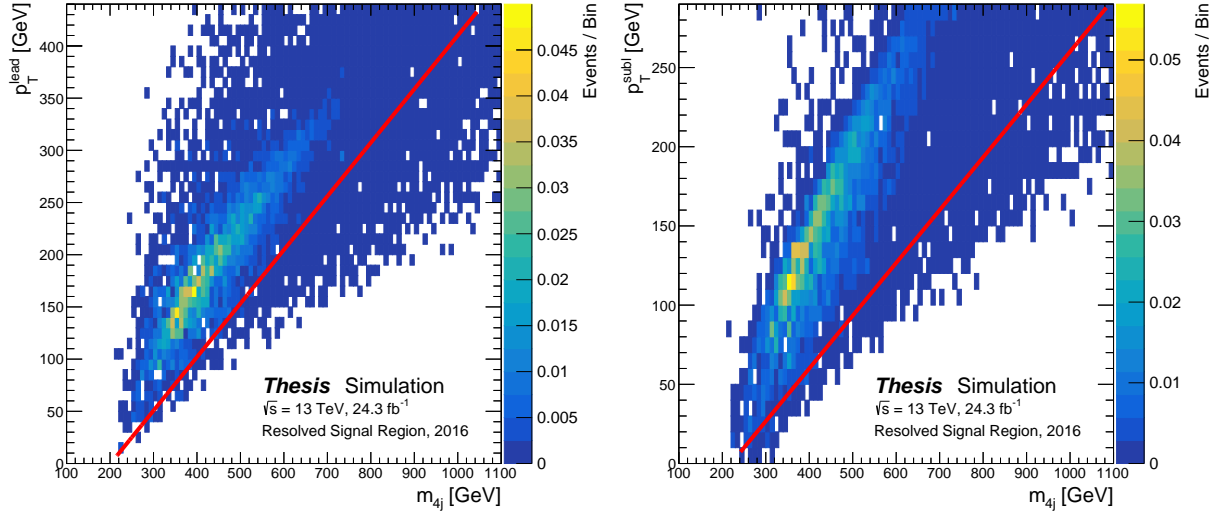 p_T^lead [GeV]
400
350
300
250
200
150
100
50
0
100 200 300 400 500 600 700 800 900 1000 1100
m_4j [GeV]
Thesis Simulation
√s = 13 TeV, 24.3 fb⁻¹
Resolved Signal Region, 2016
Events / Bin
0.045
0.04
0.035
0.03
0.025
0.02
0.015
0.01
0.005
0
p_T^subl [GeV]
250
200
150
100
50
0
100 200 300 400 500 600 700 800 900 1000 1100
m_4j [GeV]
Thesis Simulation
√s = 13 TeV, 24.3 fb⁻¹
Resolved Signal Region, 2016
Events / Bin
0.05
0.04
0.03
0.02
0.01
0